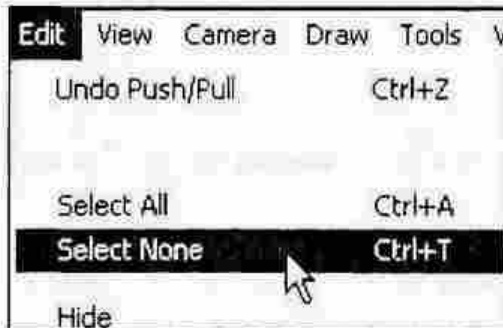 Edit View Camera Draw Tools
Undo Push/Pull Ctrl+Z
Select All Ctrl+A
Select None Ctrl+T
Hide